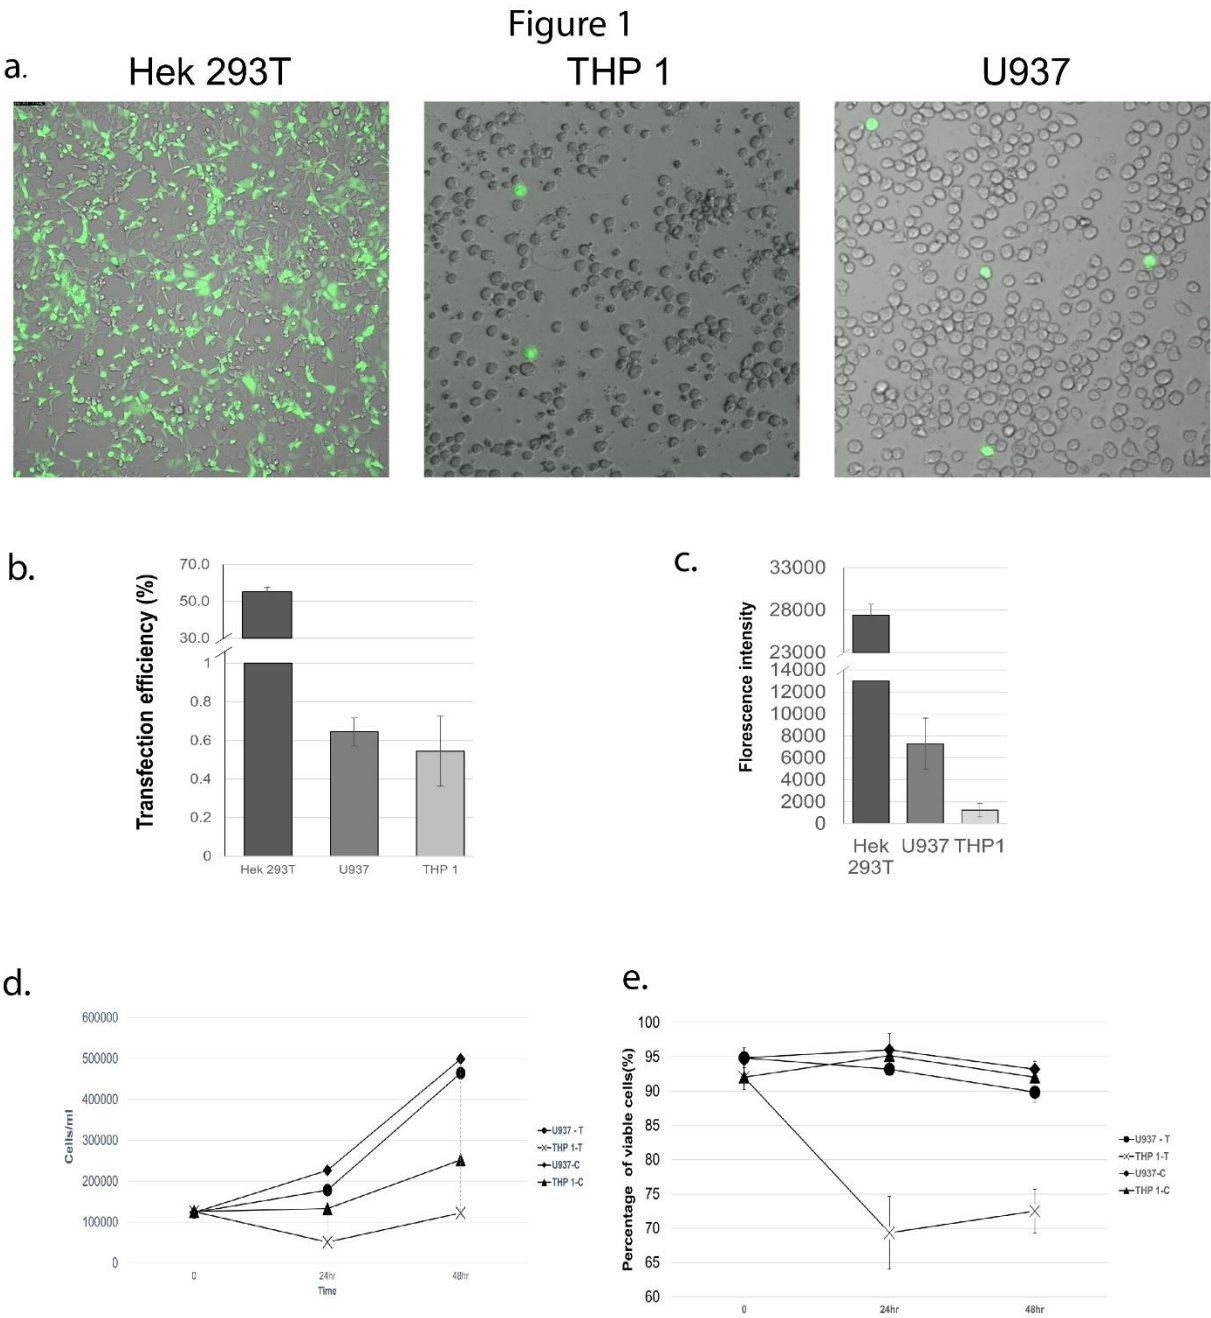 Figure 1
a.
Hek 293T
THP 1
U937
b.
Transfection efficiency (%)
70.0
50.0
30.0
1
0.8
0.6
0.4
0.2
0
Hek 293T
U937
THP 1
c.
Florescence intensity
33000
28000
23000
14000
12000
10000
8000
6000
4000
2000
0
Hek
293T
U937
THP1
d.
Cells/ml
600000
500000
400000
300000
200000
100000
0
0
24hr
48hr
Time
U937 - T
THP 1-T
U937-C
THP 1-C
e.
Percentage of viable cells(%)
100
95
90
85
80
75
70
65
60
0
24hr
48hr
U937 - T
THP 1-T
U937-C
THP 1-C